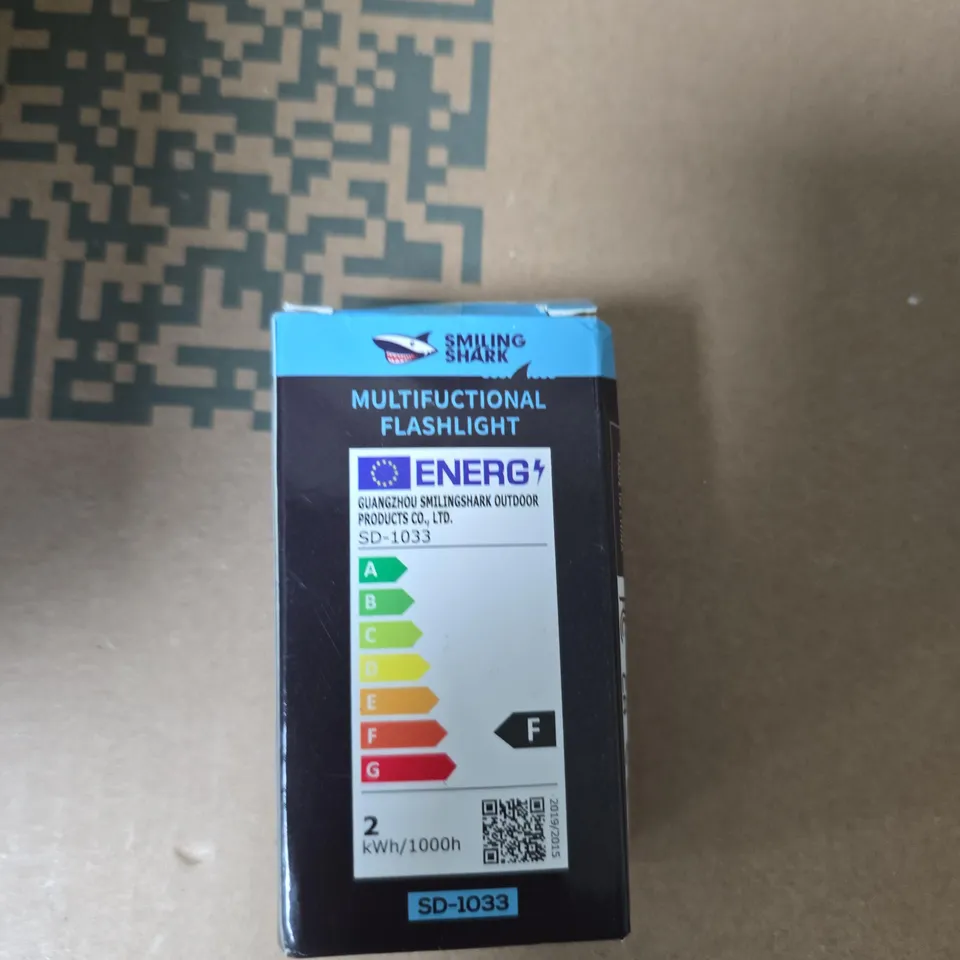 SMILING
SHARK
MULTIFUCTIONAL
FLASHLIGHT
ENERG
GUANGZHOU SMILINGSHARK OUTDOOR
PRODUCTS CO., LTD.
SD-1033
A
B
C
D
E
F
F
G
2
kWh/1000h
2019/2015
SD-1033